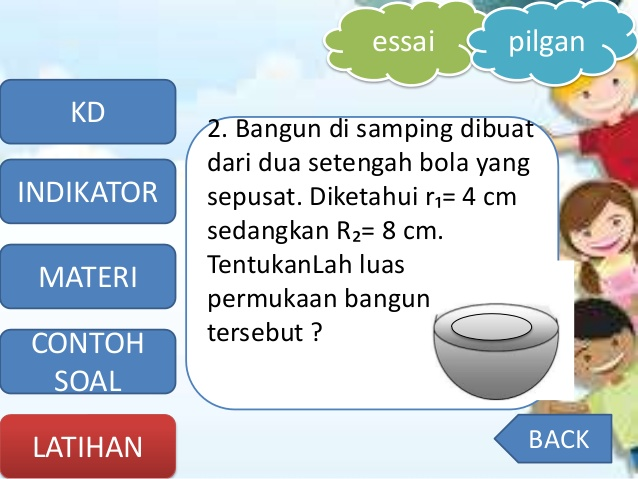 essai
pilgan
KD
INDIKATOR
MATERI
CONTOH
SOAL
LATIHAN
2. Bangun di samping dibuat
dari dua setengah bola yang
sepusat. Diketahui r₁= 4 cm
sedangkan R₂= 8 cm.
TentukanLah luas
permukaan bangun
tersebut ?
BACK